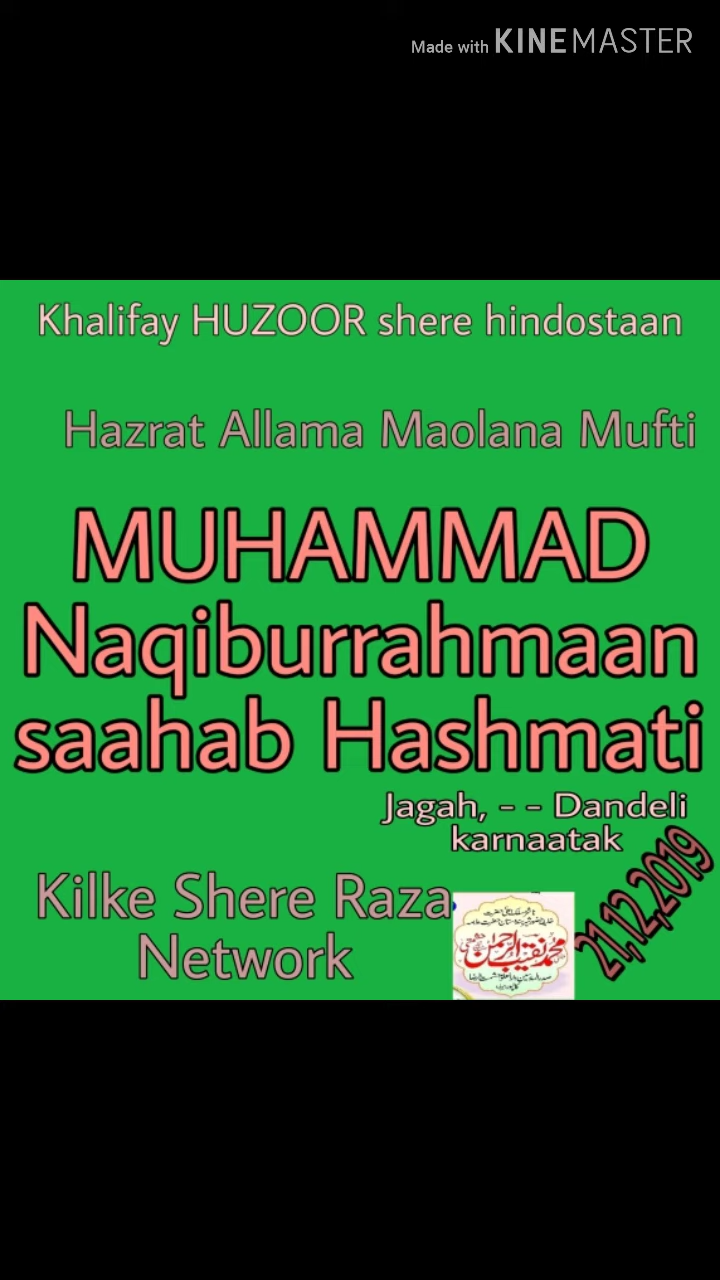 Made with KINEMASTER
Khalifay HUZOOR shere hindostaan
Hazrat Allama Maolana Mufti
MUHAMMAD
Naqiburrahmaan
saahab Hashmati
Jagah, - - Dandeli
karnaatak
21,12,2019
Kilke Shere Raza
Network
محمد نقیب الرحمٰن